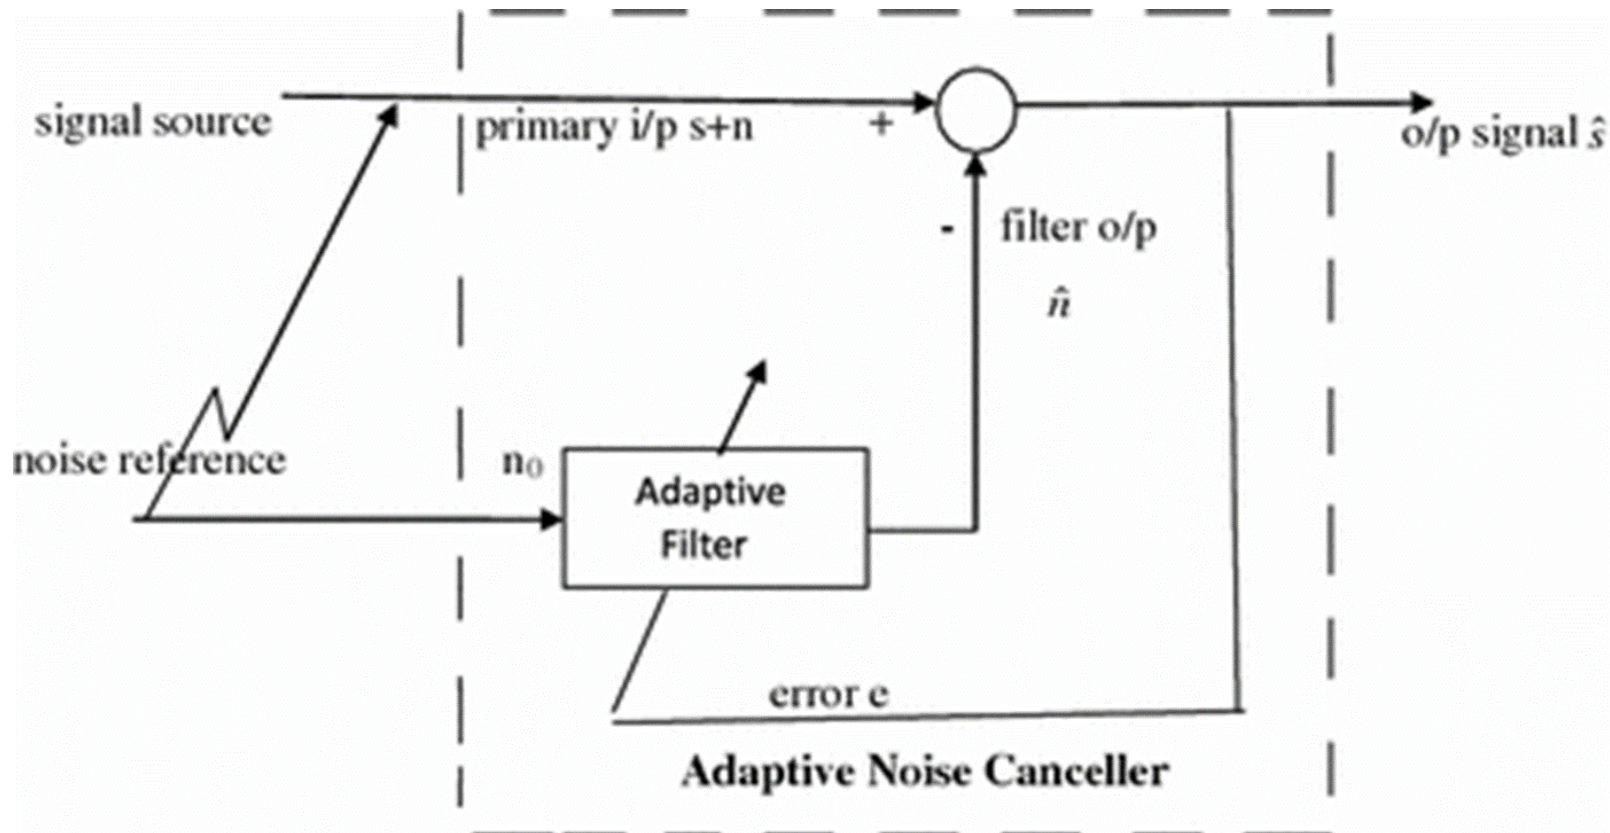 signal source
primary i/p s+n
+
o/p signal ŝ
-
filter o/p
n̂
noise reference
n₀
Adaptive
Filter
error e
Adaptive Noise Canceller